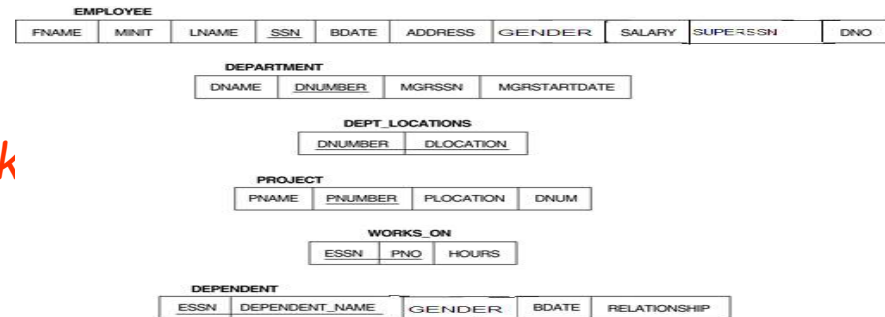 EMPLOYEE
FNAME MINIT LNAME SSN BDATE ADDRESS GENDER SALARY SUPERSSN DNO
DEPARTMENT
DNAME DNUMBER MGRSSN MGRSTARTDATE
DEPT_LOCATIONS
DNUMBER DLOCATION
k
PROJECT
PNAME PNUMBER PLOCATION DNUM
WORKS_ON
ESSN PNO HOURS
DEPENDENT
ESSN DEPENDENT_NAME GENDER BDATE RELATIONSHIP